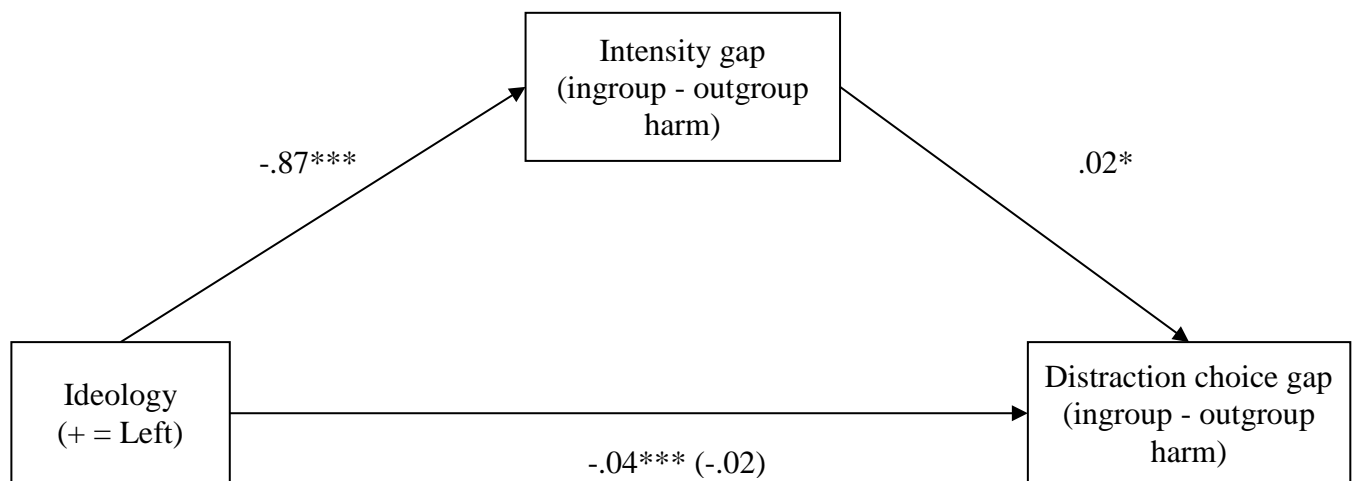 Intensity gap
(ingroup - outgroup
harm)
-.87***
.02*
Ideology
(+ = Left)
Distraction choice gap
(ingroup - outgroup
harm)
-.04*** (-.02)